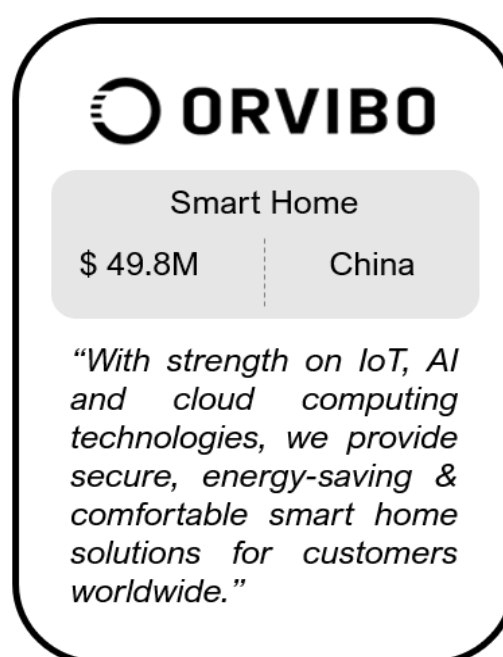 ORVIBO
Smart Home
$ 49.8M China
“With strength on IoT, AI
and cloud computing
technologies, we provide
secure, energy-saving &
comfortable smart home
solutions for customers
worldwide.”